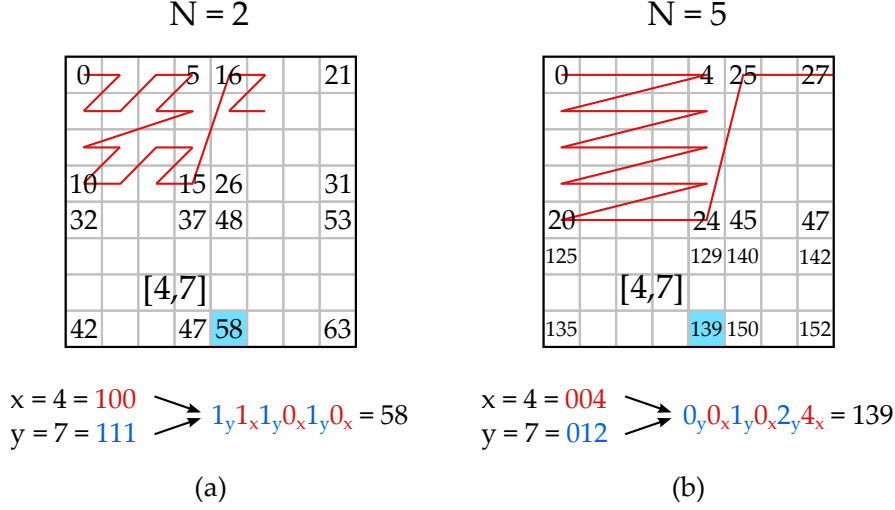 N = 2
0 5 16 21
10 15 26 31
32 37 48 53
[4,7]
42 47 58 63
x = 4 = 100
y = 7 = 111
1y1x1y0x1y0x = 58
(a)
N = 5
0 4 25 27
20 24 45 47
125 129 140 142
[4,7]
135 139 150 152
x = 4 = 004
y = 7 = 012
0y0x1y0x2y4x = 139
(b)